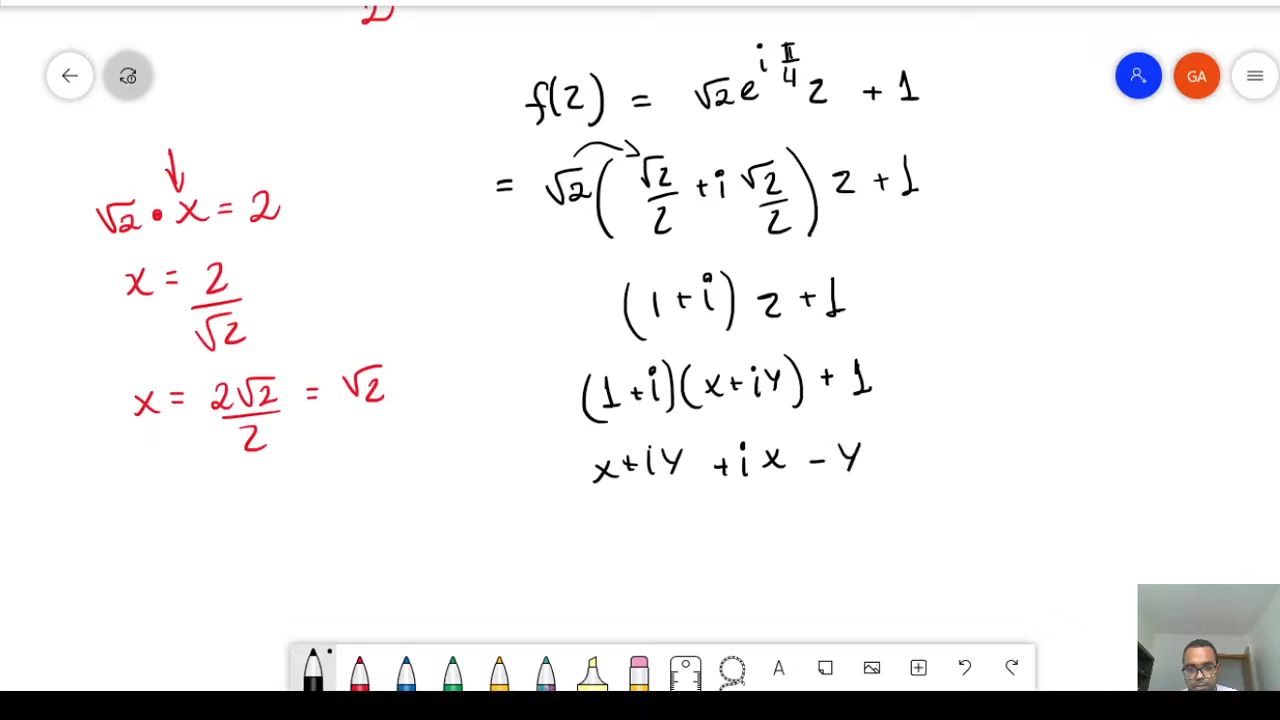 2
f(z) = √2 e^{i π/4} z + 1
= √2 ( √2/2 + i √2/2 ) z + 1
(1 + i) z + 1
(1 + i)(x + iy) + 1
x + iy + ix - y
√2 • x = 2
x = 2/√2
x = 2√2/2 = √2
GA
A